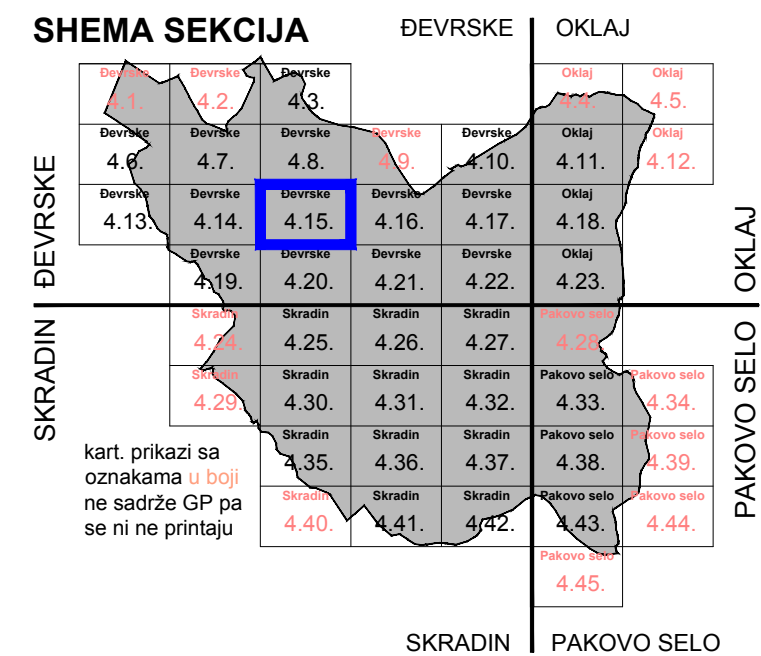 SHEMA SEKCIJA
ĐEVRSKE OKLAJ
Đevrske Đevrske Đevrske Oklaj Oklaj
4.1. 4.2. 4.3. 4.4. 4.5.
Đevrske Đevrske Đevrske Đevrske Đevrske Oklaj Oklaj
4.6. 4.7. 4.8. 4.9. 4.10. 4.11. 4.12.
Đevrske Đevrske Đevrske Đevrske Đevrske Oklaj
4.13. 4.14. 4.15. 4.16. 4.17. 4.18.
Đevrske Đevrske Đevrske Đevrske Oklaj
4.19. 4.20. 4.21. 4.22. 4.23.
ĐEVRSKE
OKLAJ
Skradin Skradin Skradin Skradin Pakovo selo
4.24. 4.25. 4.26. 4.27. 4.28.
Skradin Skradin Skradin Skradin Pakovo selo Pakovo selo
4.29. 4.30. 4.31. 4.32. 4.33. 4.34.
Skradin Skradin Skradin Pakovo selo Pakovo selo
4.35. 4.36. 4.37. 4.38. 4.39.
Skradin Skradin Skradin Pakovo selo Pakovo selo
4.40. 4.41. 4.42. 4.43. 4.44.
Pakovo selo
4.45.
SKRADIN
PAKOVO SELO
kart. prikazi sa
oznakama u boji
ne sadrže GP pa
se ni ne printaju
SKRADIN PAKOVO SELO